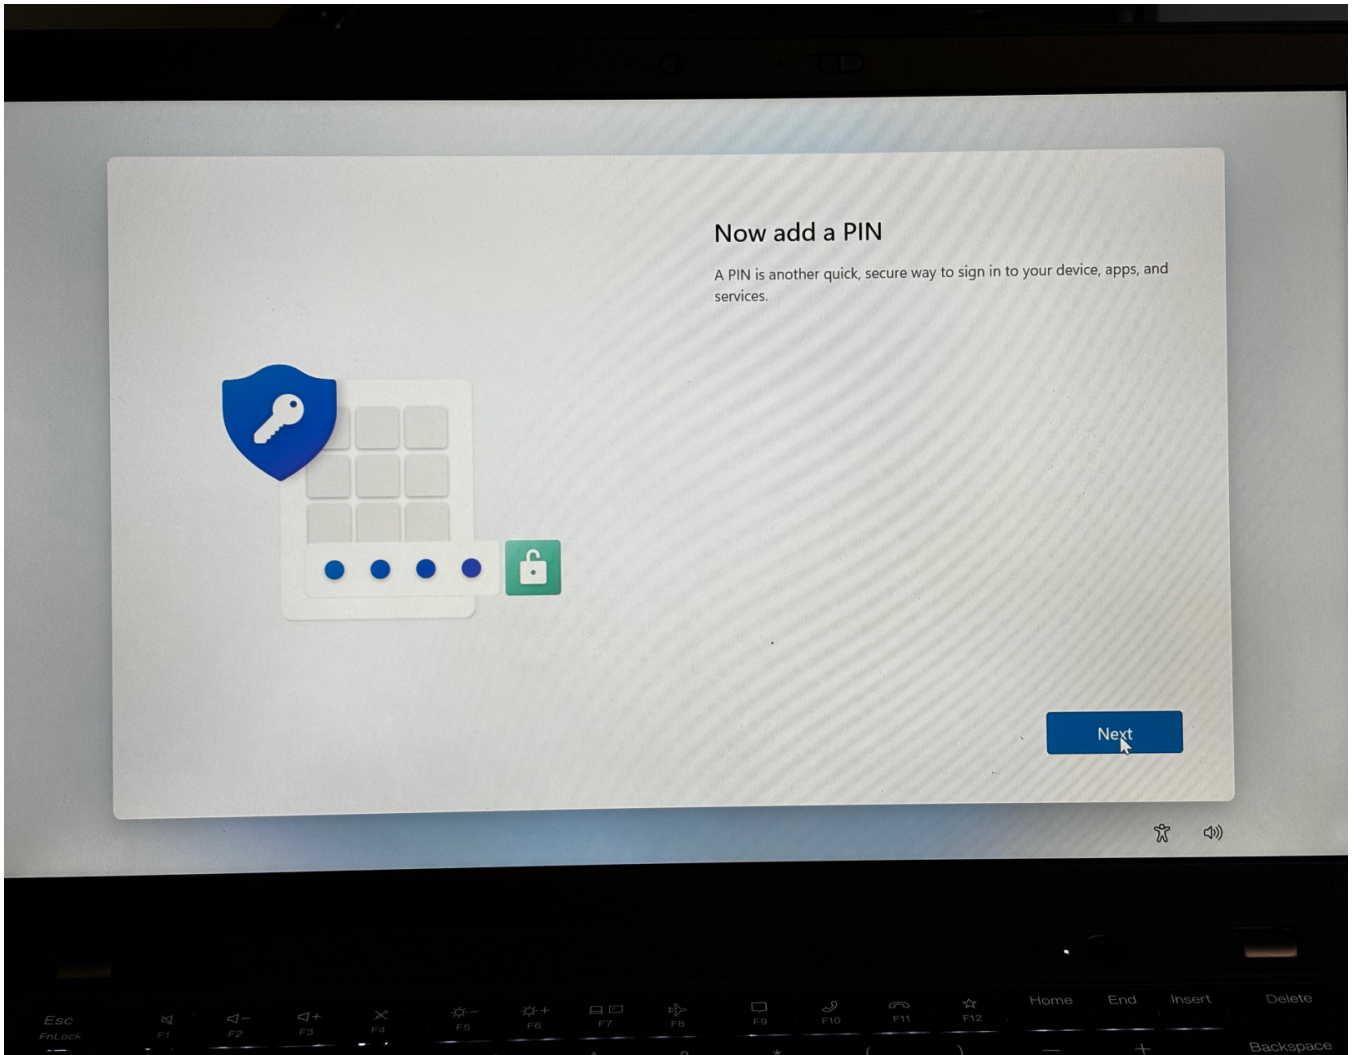 Now add a PIN
A PIN is another quick, secure way to sign in to your device, apps, and
services.
Next
Home End Insert Delete
Esc
FnLock F1 F2 F3 F4 F5 F6 F7 F8 F9 F10 F11 F12
* ( ) — + Backspace